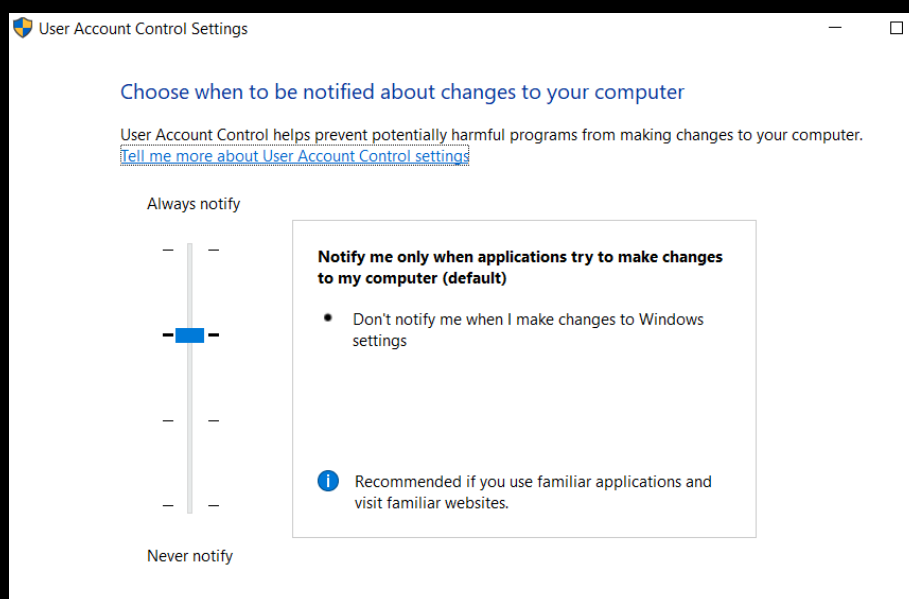 User Account Control Settings
Choose when to be notified about changes to your computer
User Account Control helps prevent potentially harmful programs from making changes to your computer.
Tell me more about User Account Control settings
Always notify
Notify me only when applications try to make changes
to my computer (default)
Don't notify me when I make changes to Windows
settings
Recommended if you use familiar applications and
visit familiar websites.
Never notify